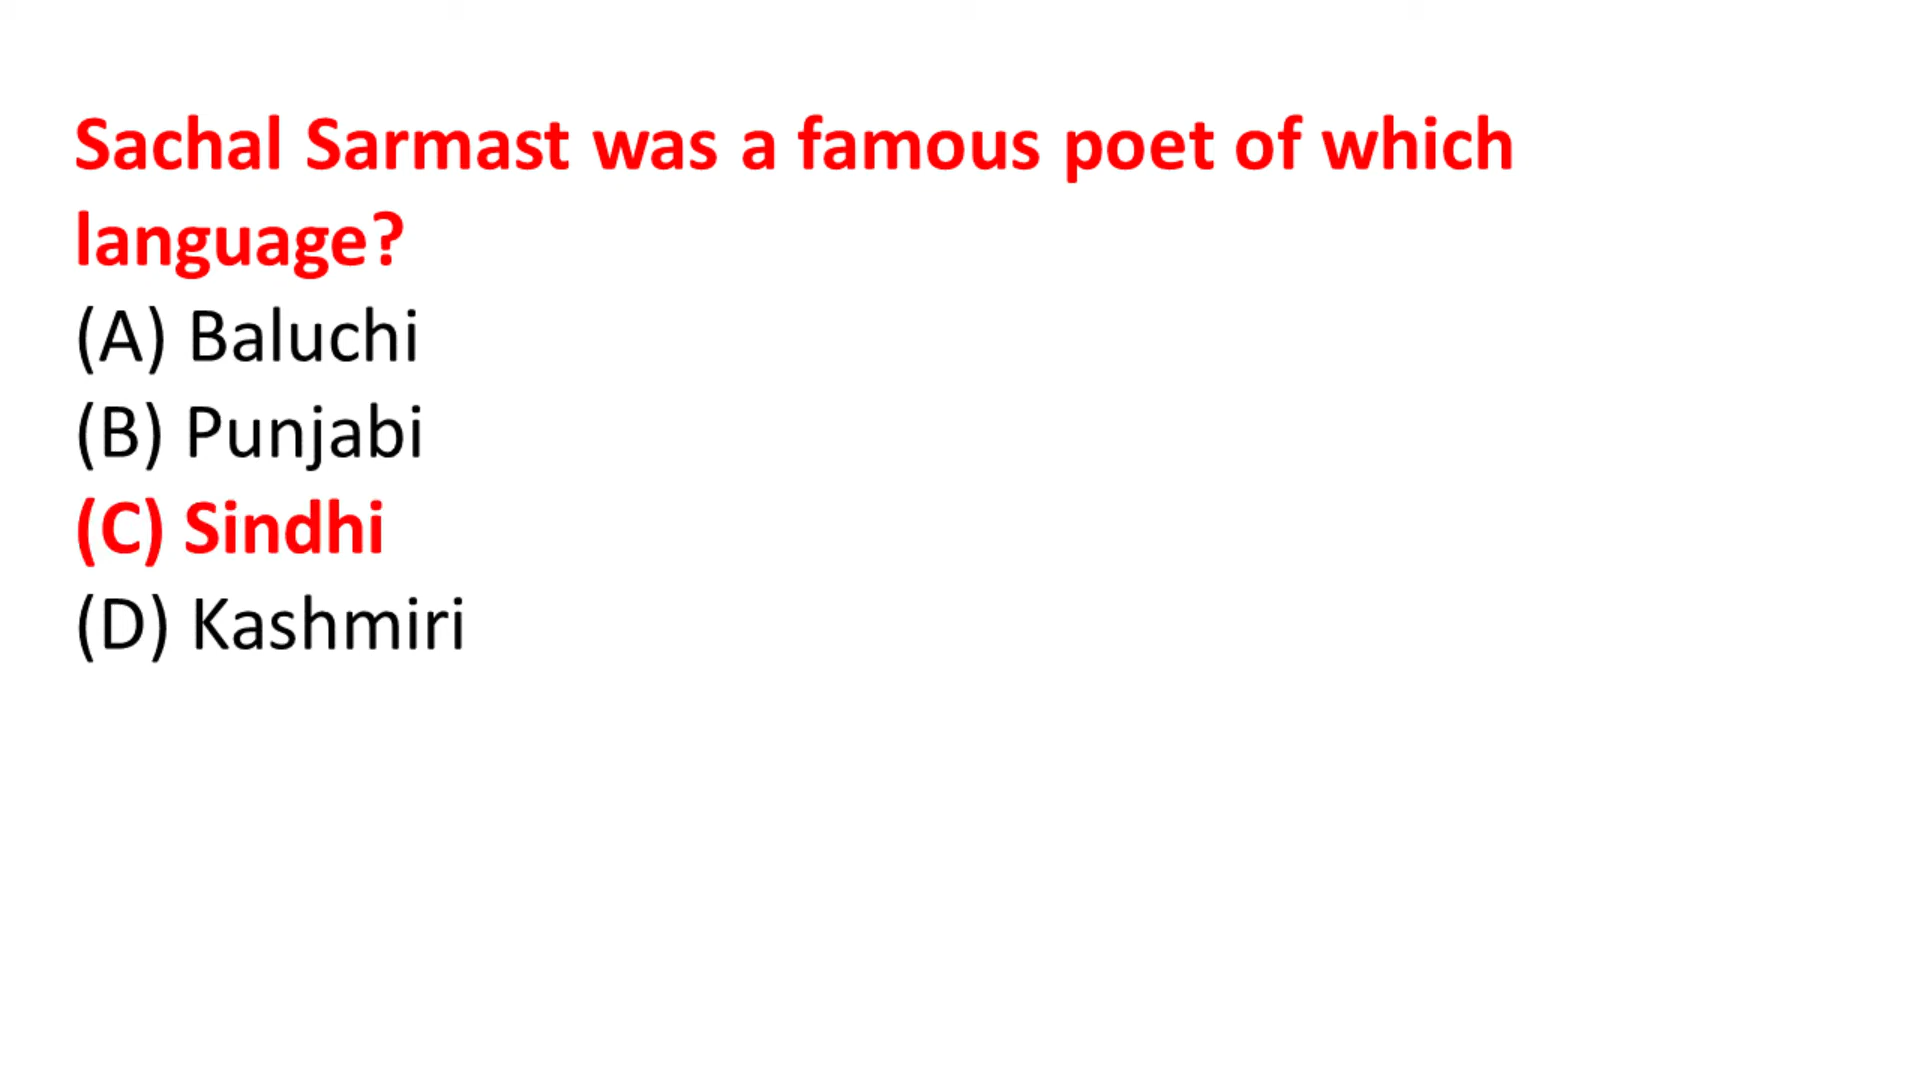 Sachal Sarmast was a famous poet of which
language?
(A) Baluchi
(B) Punjabi
(C) Sindhi
(D) Kashmiri